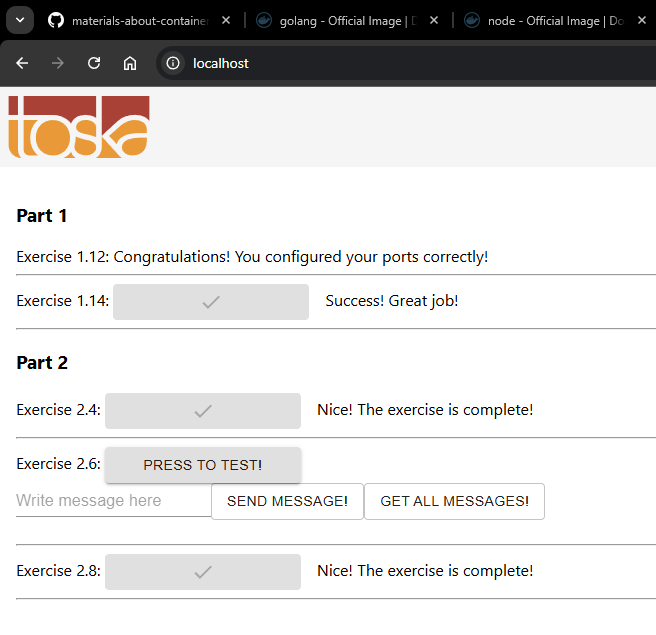 materials-about-container
golang - Official Image | D
node - Official Image | Do
localhost
toska
Part 1
Exercise 1.12: Congratulations! You configured your ports correctly!
Exercise 1.14: Success! Great job!
Part 2
Exercise 2.4: Nice! The exercise is complete!
Exercise 2.6: PRESS TO TEST!
Write message here SEND MESSAGE! GET ALL MESSAGES!
Exercise 2.8: Nice! The exercise is complete!